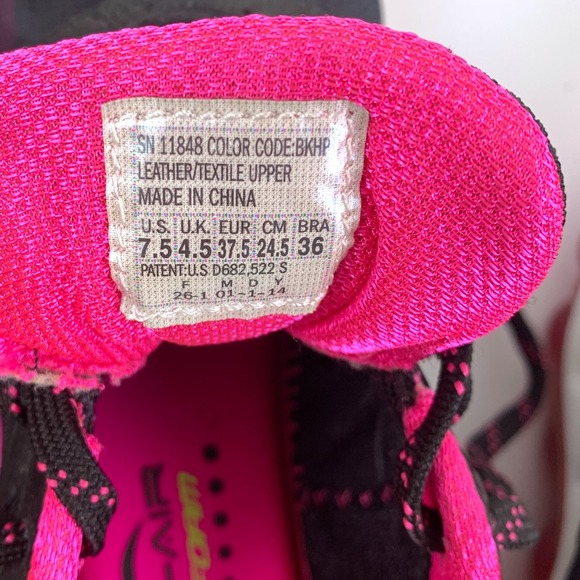 SN 11848 COLOR CODE:BKHP
LEATHER/TEXTILE UPPER
MADE IN CHINA
U.S. U.K. EUR CM BRA
7.5 4.5 37.5 24.5 36
PATENT:U.S D682,522 S
F M D Y
26-1 01-1-14
AIR